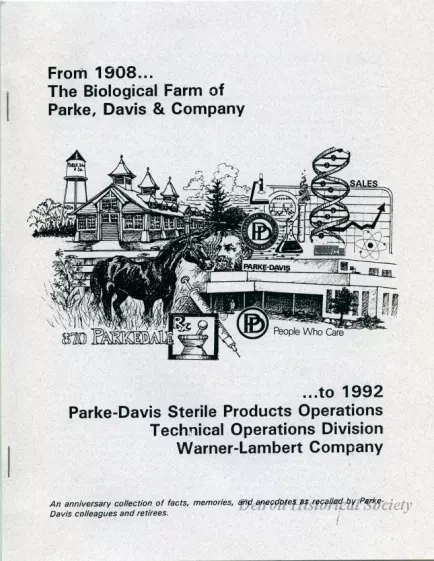 From 1908...
The Biological Farm of
Parke, Davis & Company
SALES
PARKE-DAVIS
870 PARKEDALE
Rx
PD
People Who Care
...to 1992
Parke-Davis Sterile Products Operations
Technical Operations Division
Warner-Lambert Company
An anniversary collection of facts, memories, and anecdotes as recalled by Parke-
Davis colleagues and retirees.
Detroit Historical Society